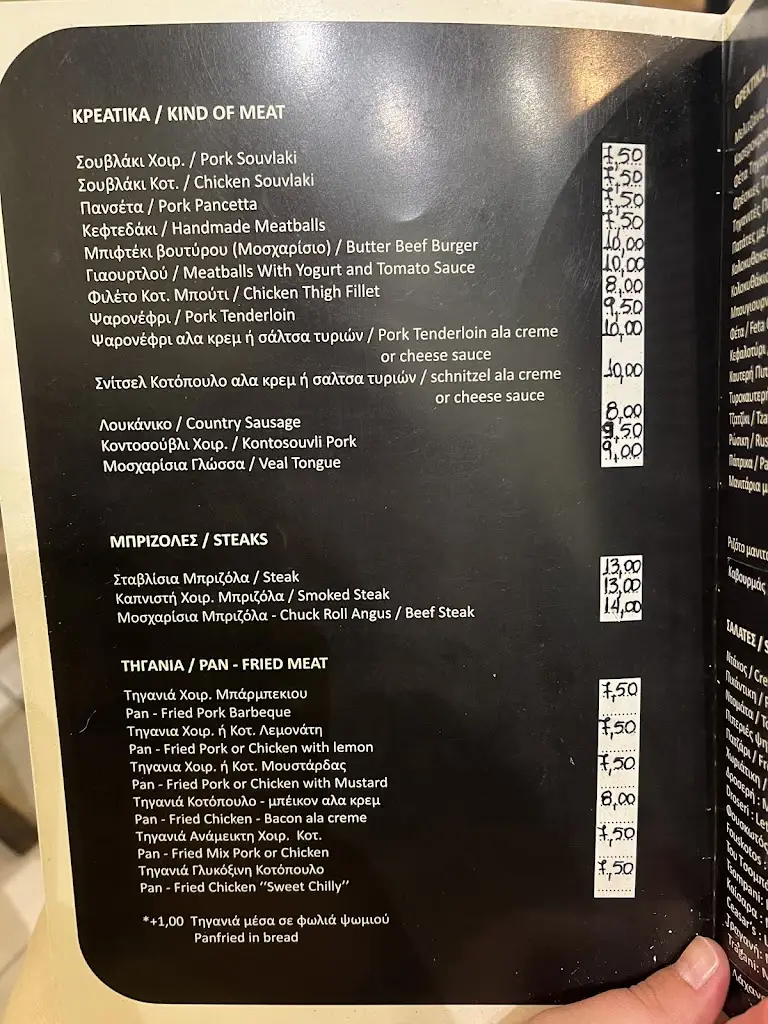 ΚΡΕΑΤΙΚΑ / KIND OF MEAT
Σουβλάκι Χοιρ. / Pork Souvlaki 7,50
Σουβλάκι Κοτ. / Chicken Souvlaki 7,50
Πανσέτα / Pork Pancetta 7,50
Κεφτεδάκι / Handmade Meatballs 7,50
Μπιφτέκι βουτύρου (Μοσχαρίσιο) / Butter Beef Burger 10,00
Γιαουρτλού / Meatballs With Yogurt and Tomato Sauce 10,00
Φιλέτο Κοτ. Μπούτι / Chicken Thigh Fillet 8,00
Ψαρονέφρι / Pork Tenderloin 9,50
Ψαρονέφρι αλα κρεμ ή σάλτσα τυριών / Pork Tenderloin ala creme 10,00
or cheese sauce
Σνίτσελ Κοτόπουλο αλα κρεμ ή σαλτσα τυριών / schnitzel ala creme 10,00
or cheese sauce
Λουκάνικο / Country Sausage 8,00
Κοντοσούβλι Χοιρ. / Kontosouvli Pork 9,50
Μοσχαρίσια Γλώσσα / Veal Tongue 9,00
ΜΠΡΙΖΟΛΕΣ / STEAKS
Σταβλίσια Μπριζόλα / Steak 13,00
Καπνιστή Χοιρ. Μπριζόλα / Smoked Steak 13,00
Μοσχαρίσια Μπριζόλα - Chuck Roll Angus / Beef Steak 14,00
ΤΗΓΑΝΙΑ / PAN - FRIED MEAT
Τηγανιά Χοιρ. Μπάρμπεκιου 7,50
Pan - Fried Pork Barbeque
Τηγανια Χοιρ. ή Κοτ. Λεμονάτη 7,50
Pan - Fried Pork or Chicken with lemon
Τηγανια Χοιρ. ή Κοτ. Μουστάρδας 7,50
Pan - Fried Pork or Chicken with Mustard
Τηγανιά Κοτόπουλο - μπέικον αλα κρεμ 8,00
Pan - Fried Chicken - Bacon ala creme
Τηγανιά Ανάμεικτη Χοιρ. Κοτ. 7,50
Pan - Fried Mix Pork or Chicken
Τηγανιά Γλυκόξινη Κοτόπουλο 7,50
Pan - Fried Chicken “Sweet Chilly”
*+1,00 Τηγανιά μέσα σε φωλιά ψωμιού
Panfried in bread